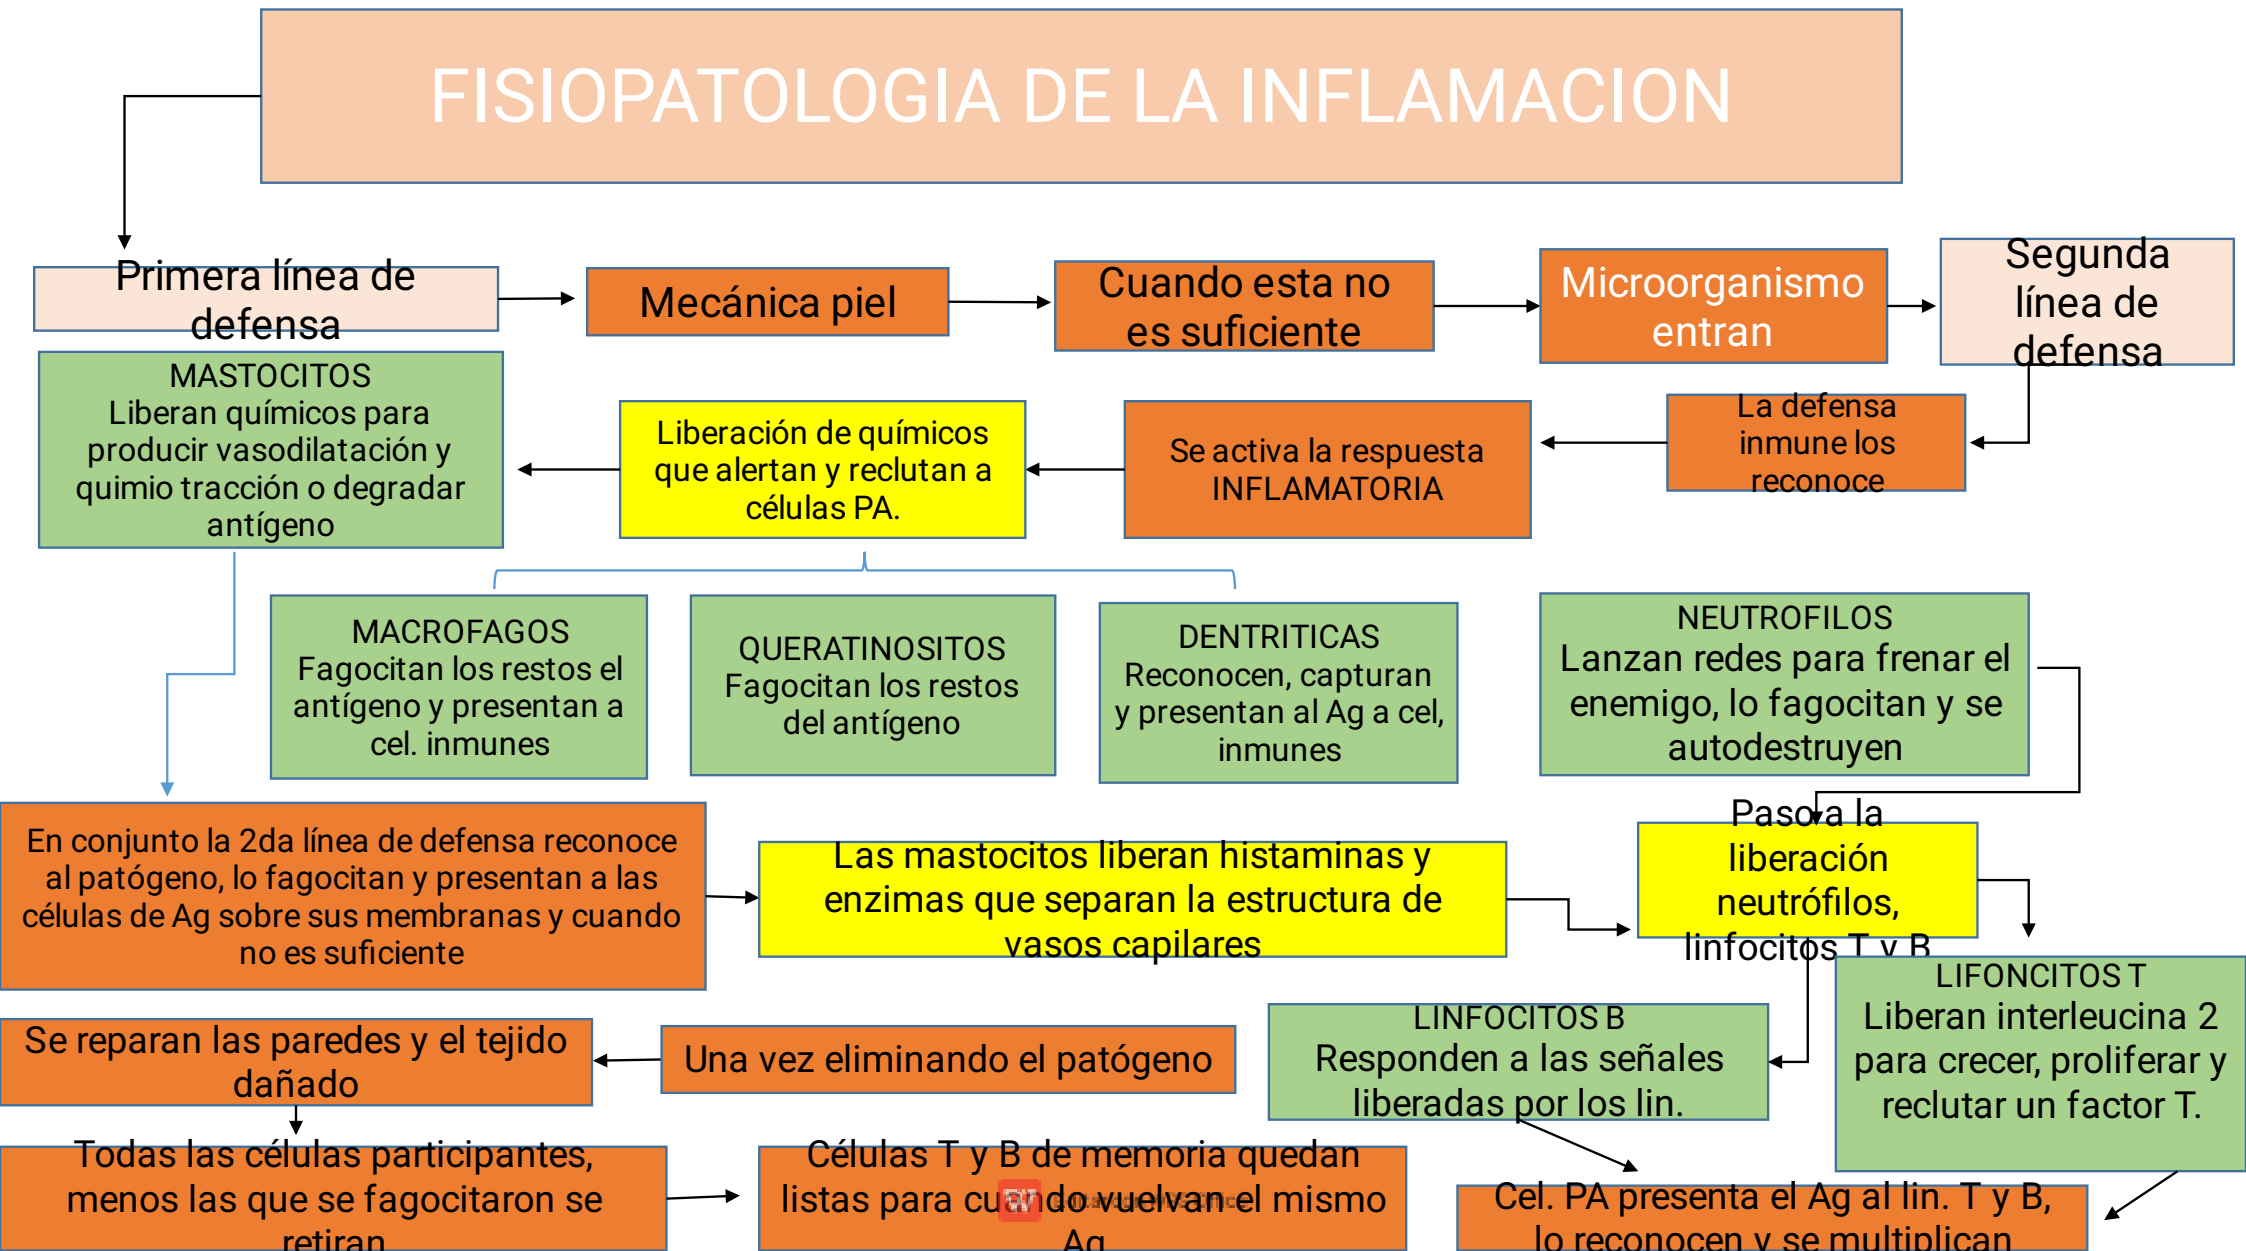 FISIOPATOLOGIA DE LA INFLAMACION
Primera línea de
defensa
Mecánica piel
Cuando esta no
es suficiente
Microorganismo
entran
Segunda
línea de
defensa
MASTOCITOS
Liberan químicos para
producir vasodilatación y
quimio tracción o degradar
antígeno
Liberación de químicos
que alertan y reclutan a
células PA.
Se activa la respuesta
INFLAMATORIA
La defensa
inmune los
reconoce
MACROFAGOS
Fagocitan los restos el
antígeno y presentan a
cel. inmunes
QUERATINOSITOS
Fagocitan los restos
del antígeno
DENTRITICAS
Reconocen, capturan
y presentan al Ag a cel,
inmunes
NEUTROFILOS
Lanzan redes para frenar el
enemigo, lo fagocitan y se
autodestruyen
En conjunto la 2da línea de defensa reconoce
al patógeno, lo fagocitan y presentan a las
células de Ag sobre sus membranas y cuando
no es suficiente
Las mastocitos liberan histaminas y
enzimas que separan la estructura de
vasos capilares
Paso a la
liberación
neutrófilos,
linfocitos T y B
LIFONCITOS T
Liberan interleucina 2
para crecer, proliferar y
reclutar un factor T.
LINFOCITOS B
Responden a las señales
liberadas por los lin.
Se reparan las paredes y el tejido
dañado
Una vez eliminando el patógeno
Todas las células participantes,
menos las que se fagocitaron se
retiran
Células T y B de memoria quedan
listas para cuando vuelvan el mismo
Ag
Cel. PA presenta el Ag al lin. T y B,
lo reconocen y se multiplican